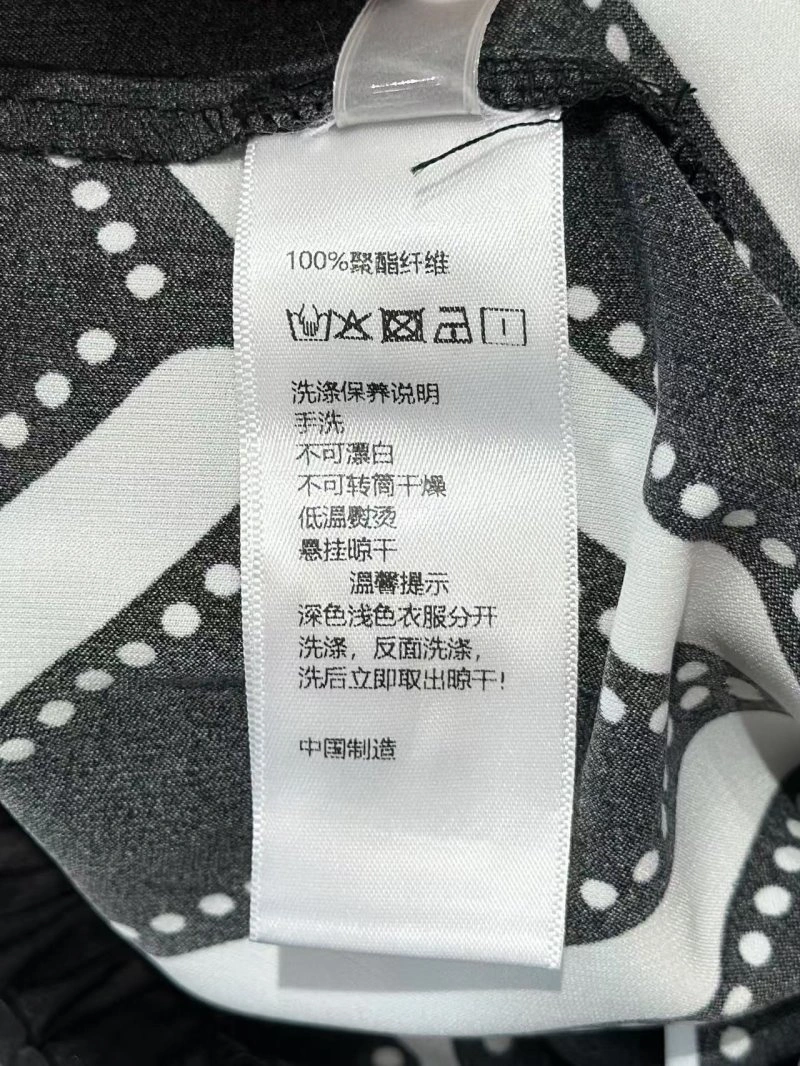 100%聚酯纤维
洗涤保养说明
手洗
不可漂白
不可转筒干燥
低温熨烫
悬挂晾干
温馨提示
深色浅色衣服分开
洗涤，反面洗涤，
洗后立即取出晾干！
中国制造